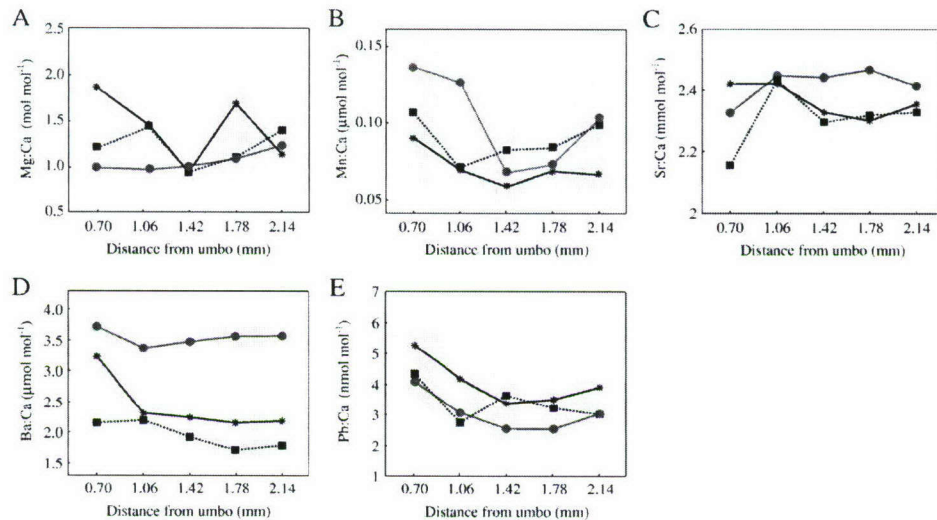 A
Mg:Ca (mol mol⁻¹)
2.5
2.0
1.5
1.0
0.5
0.70 1.06 1.42 1.78 2.14
Distance from umbo (mm)
B
Mn:Ca (μmol mol⁻¹)
0.15
0.10
0.05
0.70 1.06 1.42 1.78 2.14
Distance from umbo (mm)
C
Sr:Ca (mmol mol⁻¹)
2.6
2.4
2.2
2
0.70 1.06 1.42 1.78 2.14
Distance from umbo (mm)
D
Ba:Ca (μmol mol⁻¹)
4.0
3.5
3.0
2.5
2.0
1.5
0.70 1.06 1.42 1.78 2.14
Distance from umbo (mm)
E
Pb:Ca (nmol mol⁻¹)
7
6
5
4
3
2
1
0.70 1.06 1.42 1.78 2.14
Distance from umbo (mm)